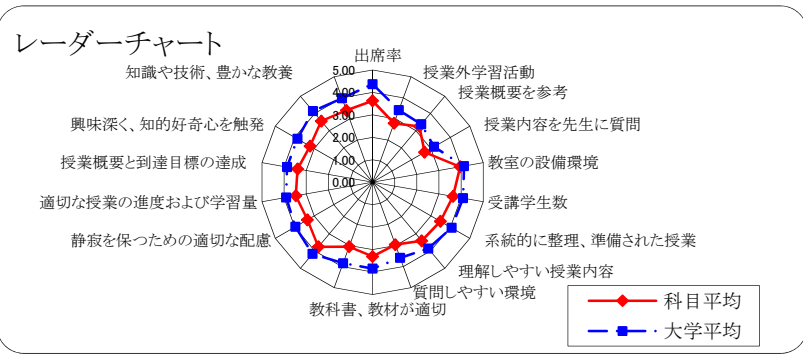 レーダーチャート
出席率
授業外学習活動
授業概要を参考
授業内容を先生に質問
教室の設備環境
受講学生数
系統的に整理、準備された授業
理解しやすい授業内容
質問しやすい環境
教科書、教材が適切
静寂を保つための適切な配慮
適切な授業の進度および学習量
授業概要と到達目標の達成
興味深く、知的好奇心を触発
知識や技術、豊かな教養
5.00
4.00
3.00
2.00
1.00
0.00
科目平均
大学平均